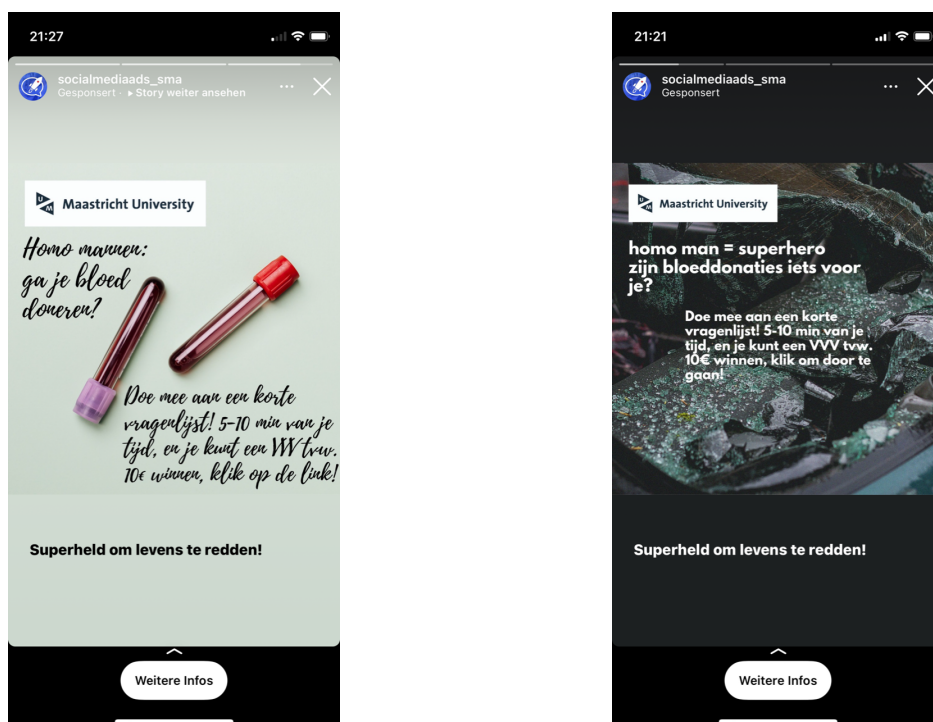 21:27
socialmediaads_sma
Gesponsert · ▸ Story weiter ansehen
Maastricht University
Homo mannen:
ga je bloed
doneren?
Doe mee aan een korte
vragenlijst! 5-10 min van je
tijd, en je kunt een VVV tvw.
10€ winnen, klik op de link!
Superheld om levens te redden!
Weitere Infos
21:21
socialmediaads_sma
Gesponsert
Maastricht University
homo man = superhero
zijn bloeddonaties iets voor
je?
Doe mee aan een korte
vragenlijst! 5-10 min van je
tijd, en je kunt een VVV tvw.
10€ winnen, klik om door te
gaan!
Superheld om levens te redden!
Weitere Infos